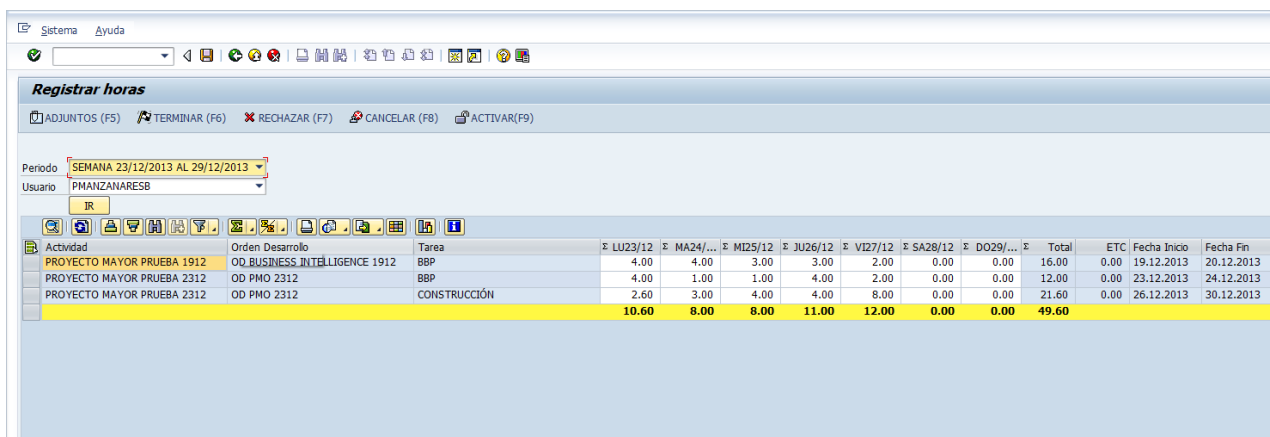 Sistema Ayuda
Registrar horas
ADJUNTOS (F5) TERMINAR (F6) RECHAZAR (F7) CANCELAR (F8) ACTIVAR(F9)
Periodo SEMANA 23/12/2013 AL 29/12/2013
Usuario PMANZANARESB
IR
Actividad Orden Desarrollo Tarea Σ LU23/12 Σ MA24/... Σ MI25/12 Σ JU26/12 Σ VI27/12 Σ SA28/12 Σ DO29/... Σ Total ETC Fecha Inicio Fecha Fin
PROYECTO MAYOR PRUEBA 1912 OD BUSINESS INTELLIGENCE 1912 BBP 4.00 4.00 3.00 3.00 2.00 0.00 0.00 16.00 0.00 19.12.2013 20.12.2013
PROYECTO MAYOR PRUEBA 2312 OD PMO 2312 BBP 4.00 1.00 1.00 4.00 2.00 0.00 0.00 12.00 0.00 23.12.2013 24.12.2013
PROYECTO MAYOR PRUEBA 2312 OD PMO 2312 CONSTRUCCIÓN 2.60 3.00 4.00 4.00 8.00 0.00 0.00 21.60 0.00 26.12.2013 30.12.2013
10.60 8.00 8.00 11.00 12.00 0.00 0.00 49.60